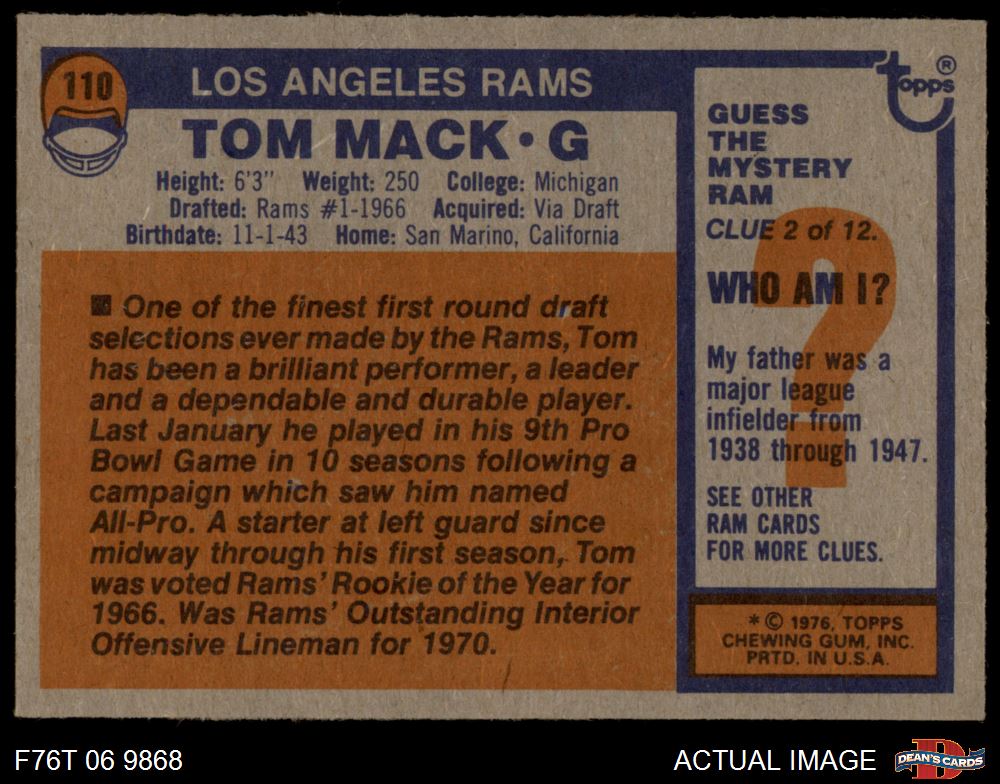 110
LOS ANGELES RAMS
TOM MACK • G
Height: 6'3" Weight: 250 College: Michigan
Drafted: Rams #1-1966 Acquired: Via Draft
Birthdate: 11-1-43 Home: San Marino, California
■ One of the finest first round draft
selections ever made by the Rams, Tom
has been a brilliant performer, a leader
and a dependable and durable player.
Last January he played in his 9th Pro
Bowl Game in 10 seasons following a
campaign which saw him named
All-Pro. A starter at left guard since
midway through his first season, Tom
was voted Rams' Rookie of the Year for
1966. Was Rams' Outstanding Interior
Offensive Lineman for 1970.
topps®
GUESS
THE
MYSTERY
RAM
CLUE 2 of 12.
WHO AM I?
My father was a
major league
infielder from
1938 through 1947.
SEE OTHER
RAM CARDS
FOR MORE CLUES.
* © 1976, TOPPS
CHEWING GUM, INC.
PRTD. IN U.S.A.
F76T 06 9868
ACTUAL IMAGE
DEAN'S CARDS